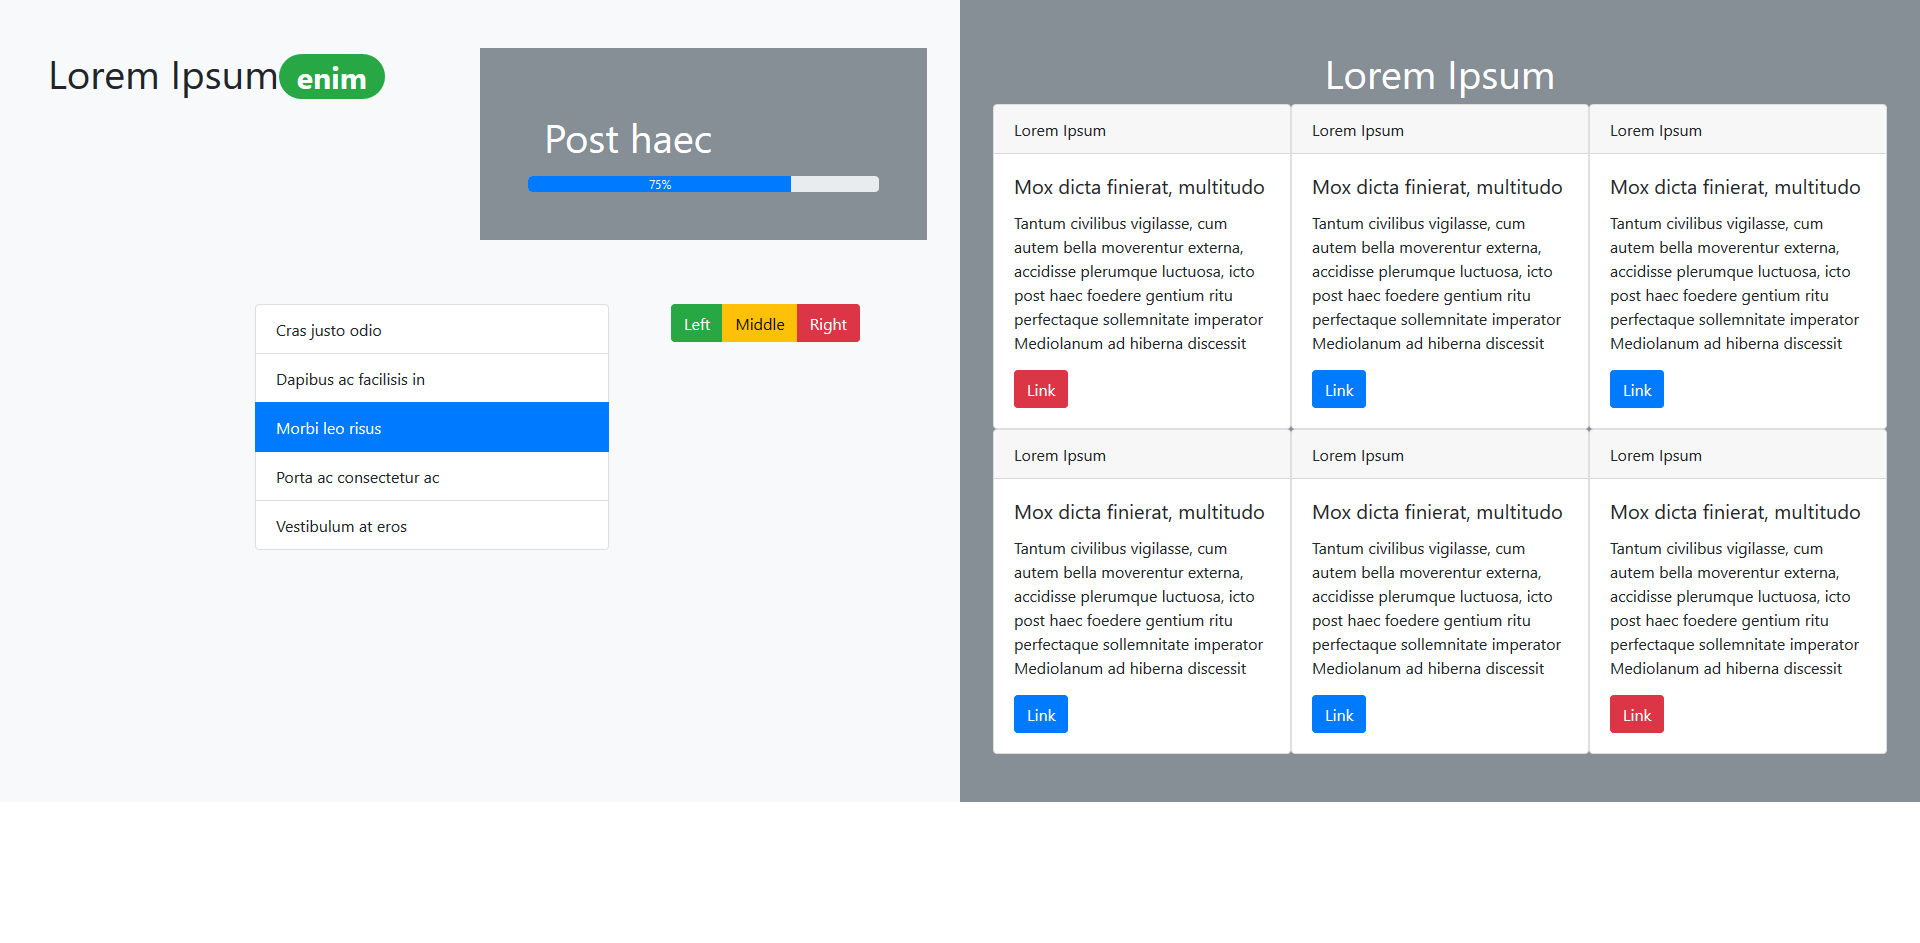 Lorem Ipsum enim
Post haec
75%
Cras justo odio
Dapibus ac facilisis in
Morbi leo risus
Porta ac consectetur ac
Vestibulum at eros
Left Middle Right
Lorem Ipsum
Lorem Ipsum
Mox dicta finierat, multitudo
Tantum civilibus vigilasse, cum
autem bella moverentur externa,
accidisse plerumque luctuosa, icto
post haec foedere gentium ritu
perfectaque sollemnitate imperator
Mediolanum ad hiberna discessit
Link
Lorem Ipsum
Mox dicta finierat, multitudo
Tantum civilibus vigilasse, cum
autem bella moverentur externa,
accidisse plerumque luctuosa, icto
post haec foedere gentium ritu
perfectaque sollemnitate imperator
Mediolanum ad hiberna discessit
Link
Lorem Ipsum
Mox dicta finierat, multitudo
Tantum civilibus vigilasse, cum
autem bella moverentur externa,
accidisse plerumque luctuosa, icto
post haec foedere gentium ritu
perfectaque sollemnitate imperator
Mediolanum ad hiberna discessit
Link
Lorem Ipsum
Mox dicta finierat, multitudo
Tantum civilibus vigilasse, cum
autem bella moverentur externa,
accidisse plerumque luctuosa, icto
post haec foedere gentium ritu
perfectaque sollemnitate imperator
Mediolanum ad hiberna discessit
Link
Lorem Ipsum
Mox dicta finierat, multitudo
Tantum civilibus vigilasse, cum
autem bella moverentur externa,
accidisse plerumque luctuosa, icto
post haec foedere gentium ritu
perfectaque sollemnitate imperator
Mediolanum ad hiberna discessit
Link
Lorem Ipsum
Mox dicta finierat, multitudo
Tantum civilibus vigilasse, cum
autem bella moverentur externa,
accidisse plerumque luctuosa, icto
post haec foedere gentium ritu
perfectaque sollemnitate imperator
Mediolanum ad hiberna discessit
Link